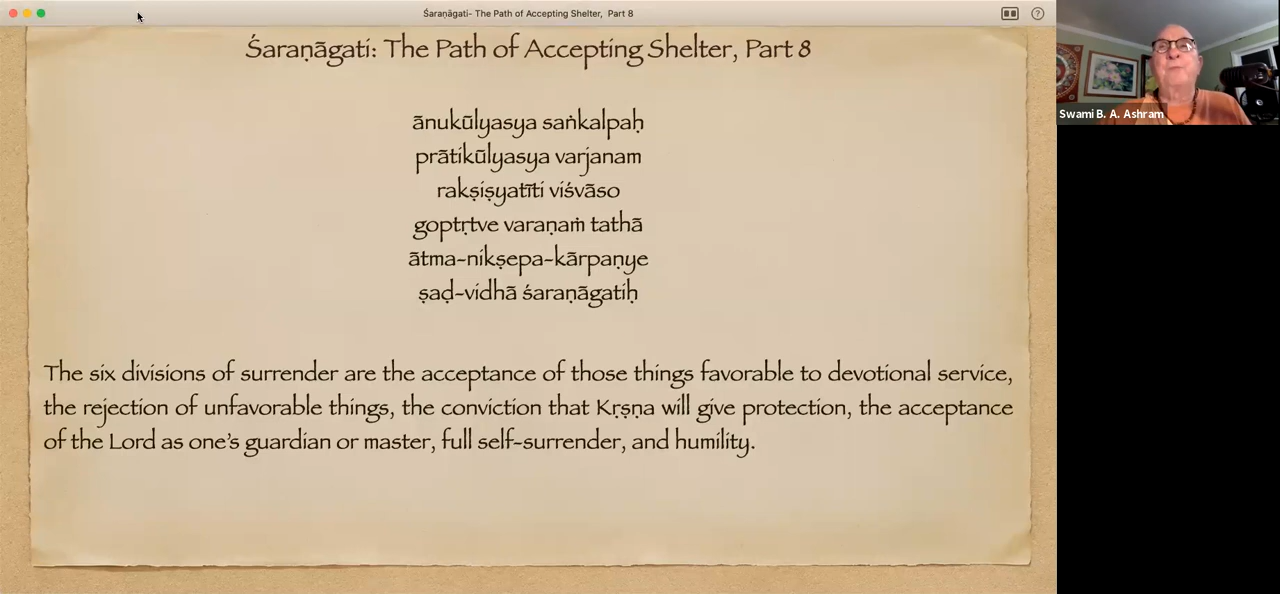 Śaraṇāgati- The Path of Accepting Shelter, Part 8
Śaraṇāgati: The Path of Accepting Shelter, Part 8
ānukūlyasya saṅkalpaḥ
prātikūlyasya varjanam
rakṣiṣyatīti viśvāso
goptṛtve varaṇaṁ tathā
ātma-nikṣepa-kārpaṇye
ṣaḍ-vidhā śaraṇāgatiḥ
The six divisions of surrender are the acceptance of those things favorable to devotional service,
the rejection of unfavorable things, the conviction that Kṛṣṇa will give protection, the acceptance
of the Lord as one's guardian or master, full self-surrender, and humility.
Swami B. A. Ashram